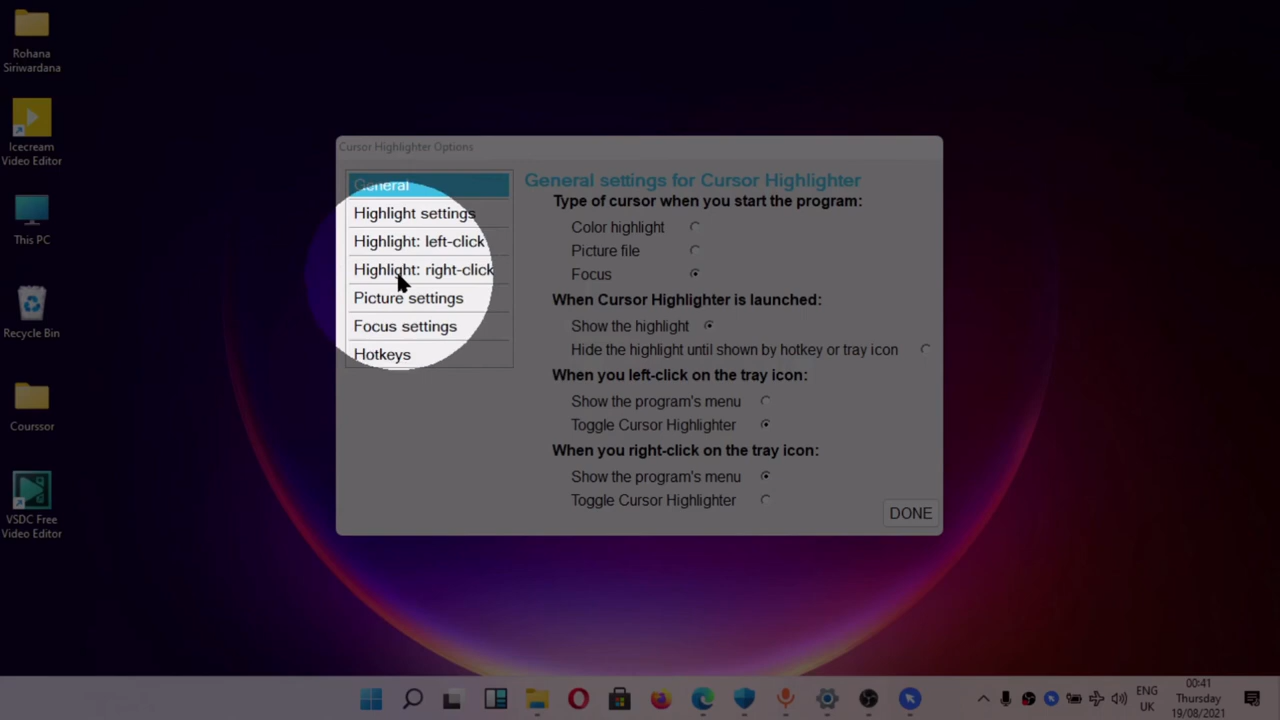 Rohana
Siriwardana
Icecream
Video Editor
This PC
Recycle Bin
Courssor
VSDC Free
Video Editor
Cursor Highlighter Options
General
Highlight settings
Highlight: left-click
Highlight: right-click
Picture settings
Focus settings
Hotkeys
General settings for Cursor Highlighter
Type of cursor when you start the program:
Color highlight
Picture file
Focus
When Cursor Highlighter is launched:
Show the highlight
Hide the highlight until shown by hotkey or tray icon
When you left-click on the tray icon:
Show the program's menu
Toggle Cursor Highlighter
When you right-click on the tray icon:
Show the program's menu
Toggle Cursor Highlighter
DONE
ENG
UK
00:41
Thursday
19/08/2021